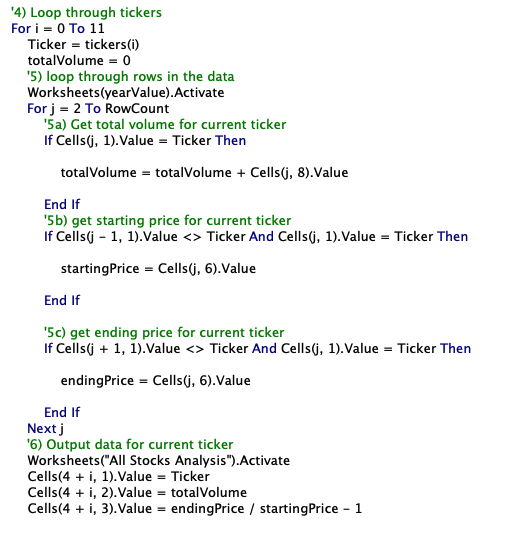 '4) Loop through tickers
For i = 0 To 11
Ticker = tickers(i)
totalVolume = 0
'5) loop through rows in the data
Worksheets(yearValue).Activate
For j = 2 To RowCount
'5a) Get total volume for current ticker
If Cells(j, 1).Value = Ticker Then
totalVolume = totalVolume + Cells(j, 8).Value
End If
'5b) get starting price for current ticker
If Cells(j - 1, 1).Value <> Ticker And Cells(j, 1).Value = Ticker Then
startingPrice = Cells(j, 6).Value
End If
'5c) get ending price for current ticker
If Cells(j + 1, 1).Value <> Ticker And Cells(j, 1).Value = Ticker Then
endingPrice = Cells(j, 6).Value
End If
Next j
'6) Output data for current ticker
Worksheets("All Stocks Analysis").Activate
Cells(4 + i, 1).Value = Ticker
Cells(4 + i, 2).Value = totalVolume
Cells(4 + i, 3).Value = endingPrice / startingPrice - 1